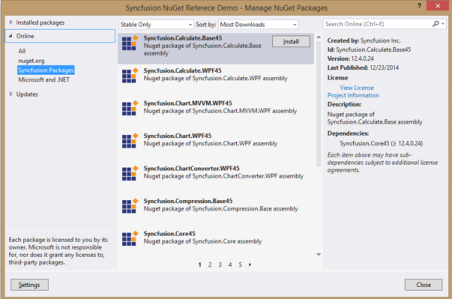 Syncfusion NuGet Referece Demo – Manage NuGet Packages
Installed packages
Online
All
nuget.org
Syncfusion Packages
Microsoft and .NET
Updates
Each package is licensed to you by its
owner. Microsoft is not responsible
for, nor does it grant any licenses to,
third-party packages.
Settings
Stable Only
Sort by: Most Downloads
Syncfusion.Calculate.Base45
Nuget package of Syncfusion.Calculate.Base
assembly
Install
Syncfusion.Calculate.WPF45
Nuget package of Syncfusion.Calculate.WPF assembly
Syncfusion.Chart.MVVM.WPF45
Nuget package of Syncfusion.Chart.MVVM.WPF assembly
Syncfusion.Chart.WPF45
Nuget package of Syncfusion.Chart.WPF assembly
Syncfusion.ChartConverter.WPF45
Nuget package of Syncfusion.ChartConverter.WPF assembly
Syncfusion.Compression.Base45
Nuget package of Syncfusion.Compression.Base assembly
Syncfusion.Core45
Nuget package of Syncfusion.Core assembly
1 2 3 4 5
Search Online (Ctrl+E)
Created by: Syncfusion Inc.
Id: Syncfusion.Calculate.Base45
Version: 12.4.0.24
Last Published: 12/23/2014
License
View License
Project Information
Description:
Nuget package of
Syncfusion.Calculate.Base assembly
Dependencies:
Syncfusion.Core45 (≥ 12.4.0.24)
Each item above may have sub-
dependencies subject to additional license
agreements.
Close